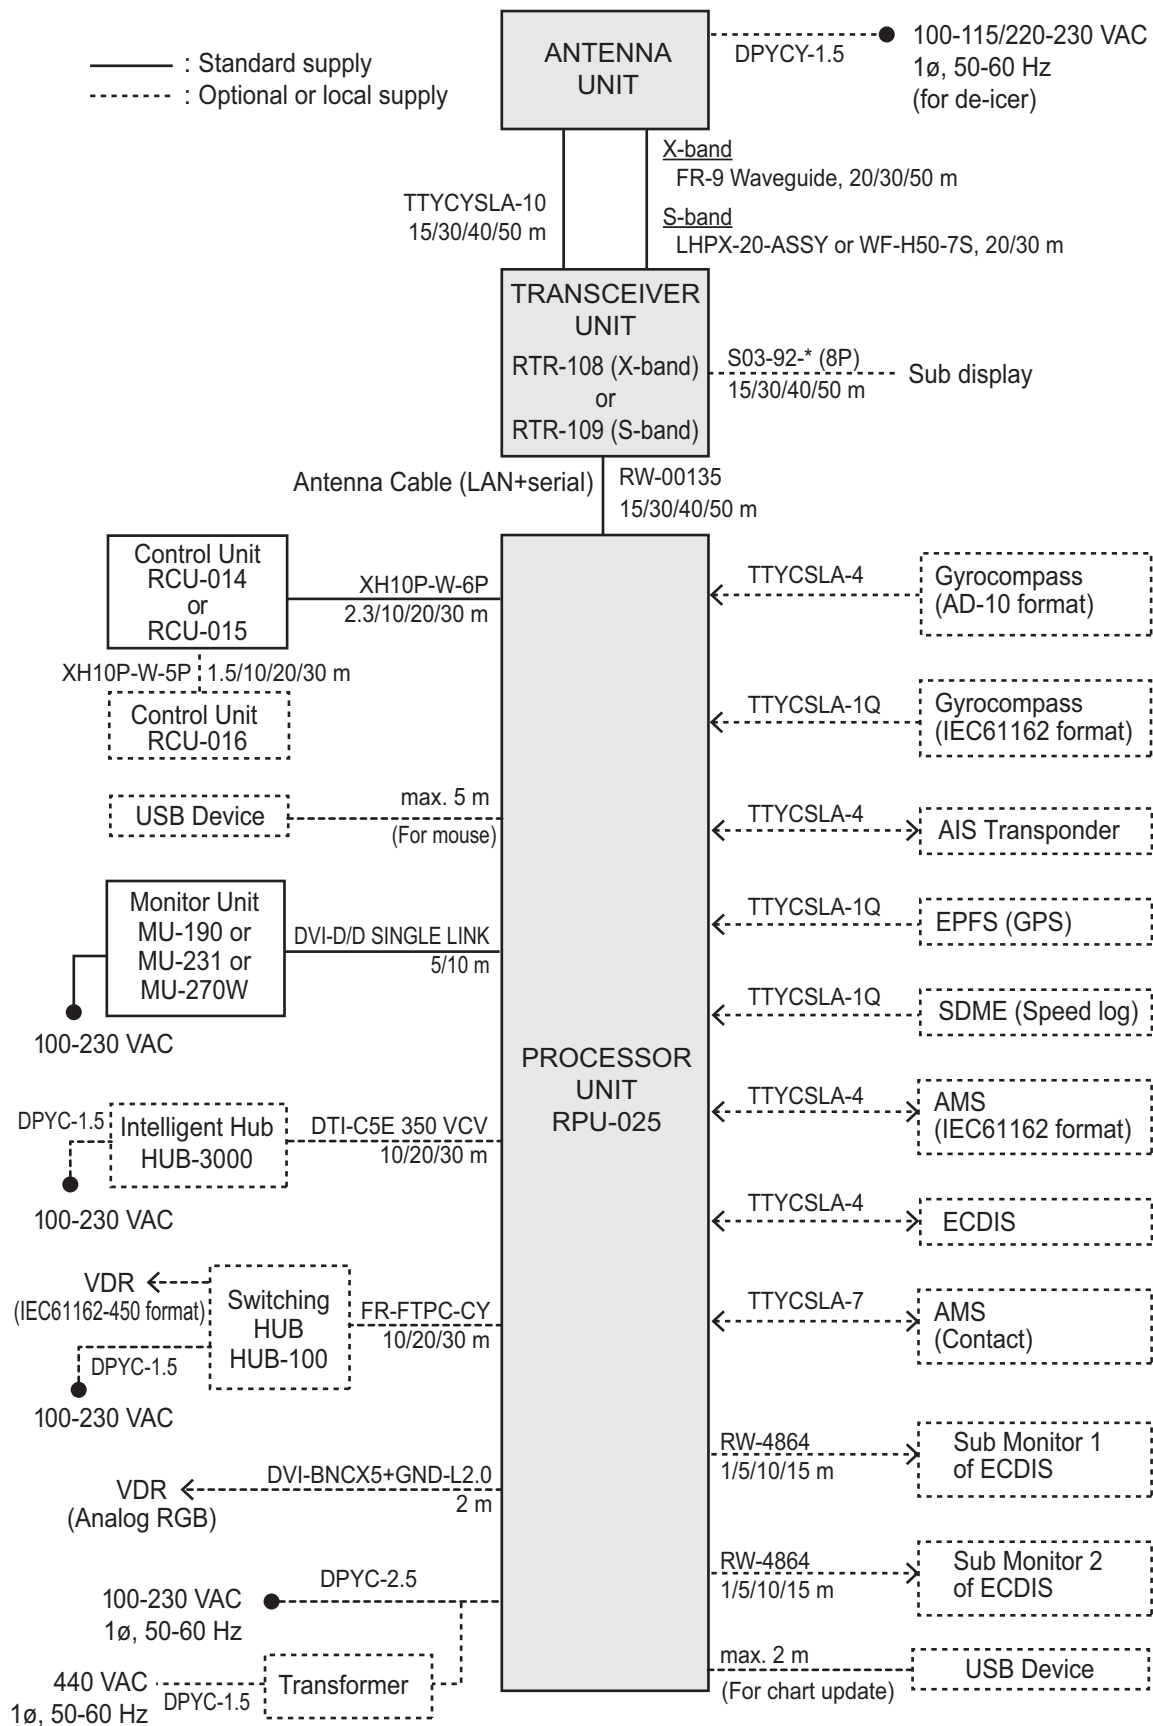 ANTENNA
UNIT
DPYCY-1.5
100-115/220-230 VAC
1ø, 50-60 Hz
(for de-icer)
: Standard supply
: Optional or local supply
TTYCYSLA-10
15/30/40/50 m
X-band
FR-9 Waveguide, 20/30/50 m
S-band
LHPX-20-ASSY or WF-H50-7S, 20/30 m
TRANSCEIVER
UNIT
RTR-108 (X-band)
or
RTR-109 (S-band)
S03-92-* (8P)
15/30/40/50 m
Sub display
Antenna Cable (LAN+serial)
RW-00135
15/30/40/50 m
Control Unit
RCU-014
or
RCU-015
XH10P-W-6P
2.3/10/20/30 m
XH10P-W-5P
1.5/10/20/30 m
Control Unit
RCU-016
USB Device
max. 5 m
(For mouse)
Monitor Unit
MU-190 or
MU-231 or
MU-270W
DVI-D/D SINGLE LINK
5/10 m
100-230 VAC
DPYC-1.5
Intelligent Hub
HUB-3000
DTI-C5E 350 VCV
10/20/30 m
100-230 VAC
VDR
(IEC61162-450 format)
Switching
HUB
HUB-100
FR-FTPC-CY
10/20/30 m
DPYC-1.5
100-230 VAC
VDR
(Analog RGB)
DVI-BNCX5+GND-L2.0
2 m
100-230 VAC
1ø, 50-60 Hz
DPYC-2.5
440 VAC
1ø, 50-60 Hz
DPYC-1.5
Transformer
PROCESSOR
UNIT
RPU-025
TTYCSLA-4
Gyrocompass
(AD-10 format)
TTYCSLA-1Q
Gyrocompass
(IEC61162 format)
TTYCSLA-4
AIS Transponder
TTYCSLA-1Q
EPFS (GPS)
TTYCSLA-1Q
SDME (Speed log)
TTYCSLA-4
AMS
(IEC61162 format)
TTYCSLA-4
ECDIS
TTYCSLA-7
AMS
(Contact)
RW-4864
1/5/10/15 m
Sub Monitor 1
of ECDIS
RW-4864
1/5/10/15 m
Sub Monitor 2
of ECDIS
max. 2 m
(For chart update)
USB Device